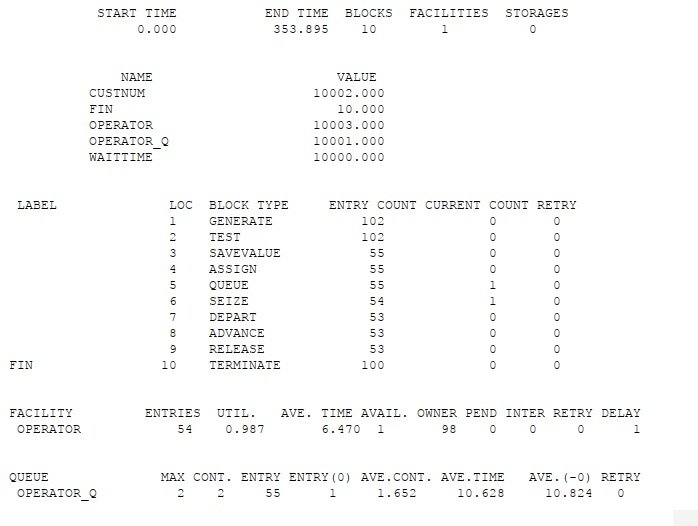 START TIME END TIME BLOCKS FACILITIES STORAGES
0.000 353.895 10 1 0
NAME VALUE
CUSTNUM 10002.000
FIN 10.000
OPERATOR 10003.000
OPERATOR_Q 10001.000
WAITTIME 10000.000
LABEL LOC BLOCK TYPE ENTRY COUNT CURRENT COUNT RETRY
1 GENERATE 102 0 0
2 TEST 102 0 0
3 SAVEVALUE 55 0 0
4 ASSIGN 55 0 0
5 QUEUE 55 1 0
6 SEIZE 54 1 0
7 DEPART 53 0 0
8 ADVANCE 53 0 0
9 RELEASE 53 0 0
FIN 10 TERMINATE 100 0 0
FACILITY ENTRIES UTIL. AVE. TIME AVAIL. OWNER PEND INTER RETRY DELAY
OPERATOR 54 0.987 6.470 1 98 0 0 0 1
QUEUE MAX CONT. ENTRY ENTRY(0) AVE.CONT. AVE.TIME AVE.(-0) RETRY
OPERATOR_Q 2 2 55 1 1.652 10.628 10.824 0